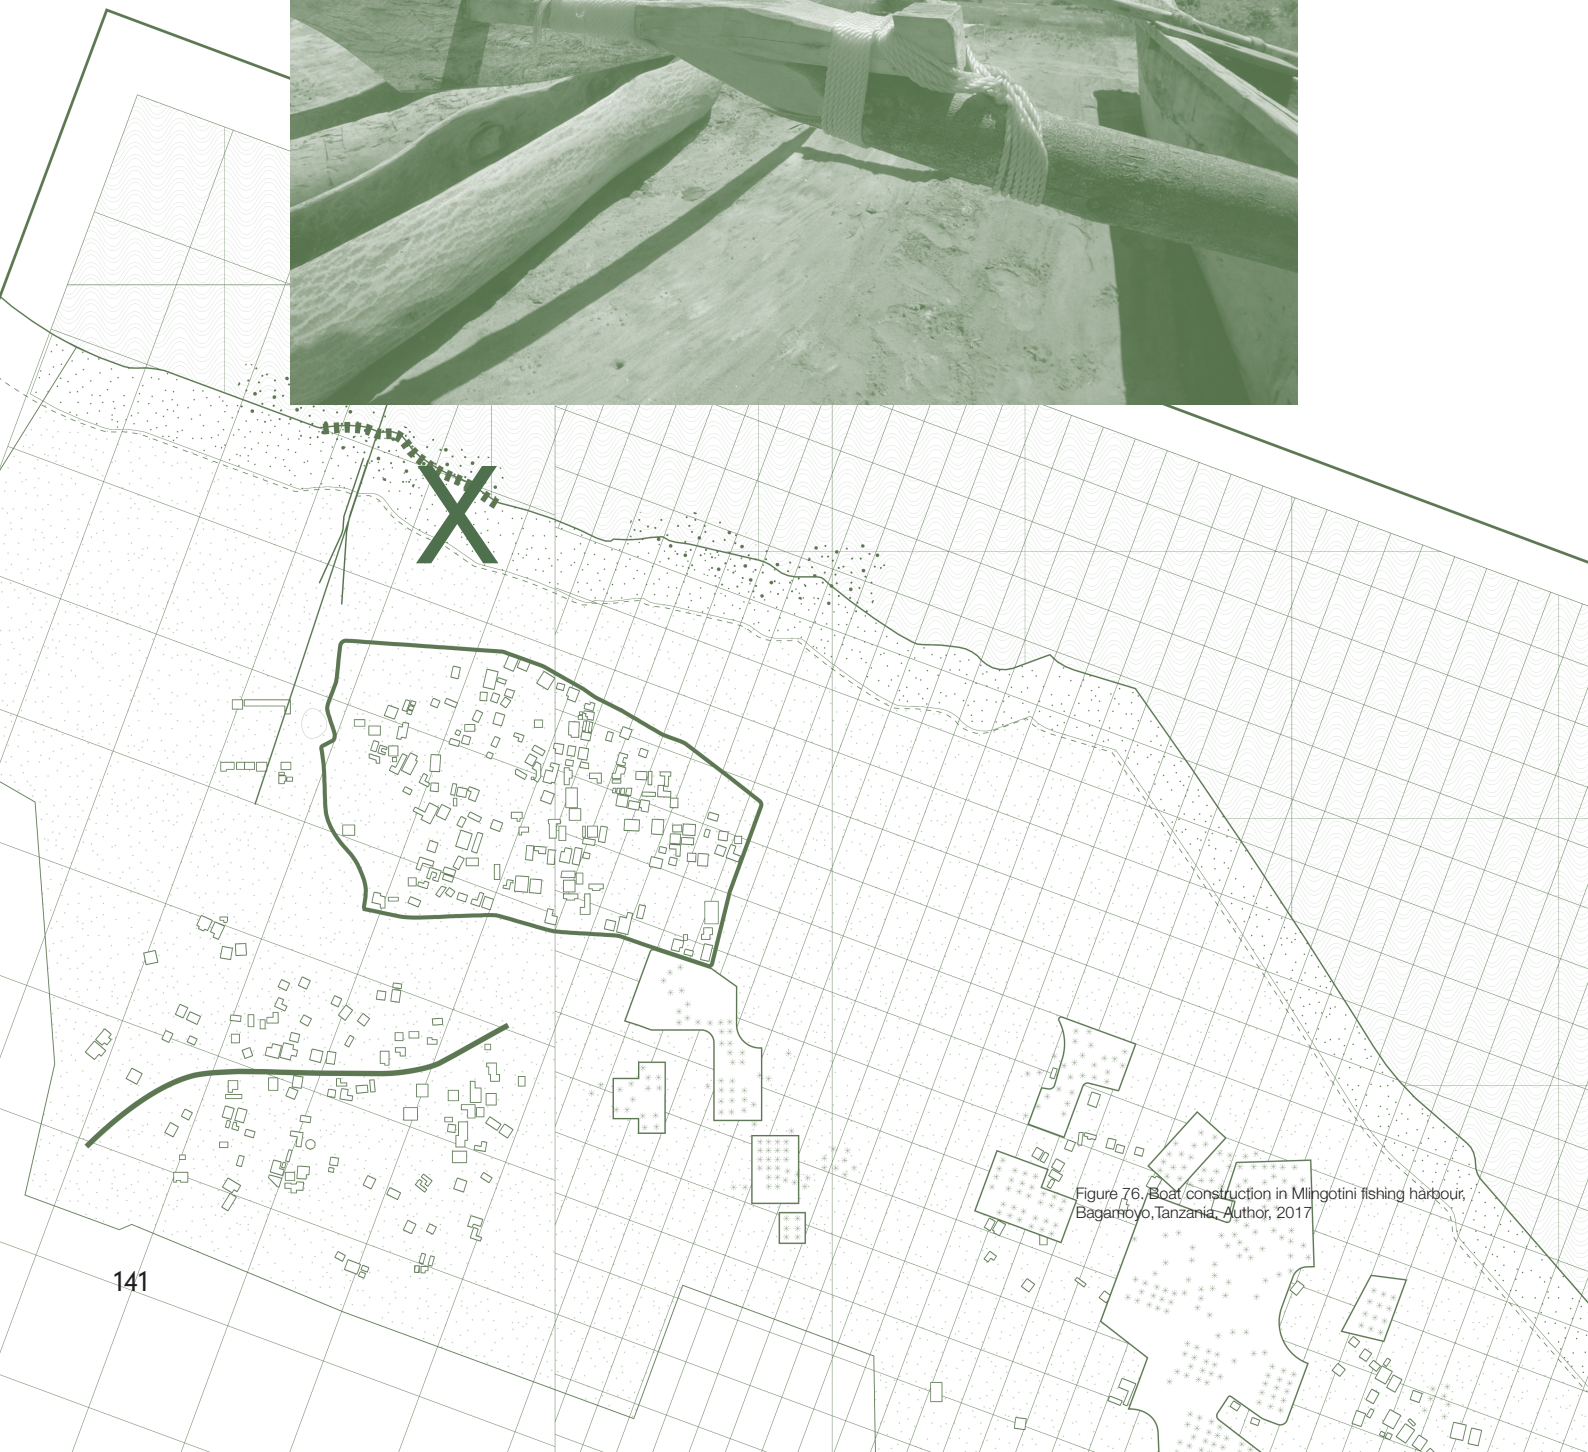 X
Figure 76. Boat construction in Mlingotini fishing harbour,
Bagamoyo,Tanzania, Author, 2017
141